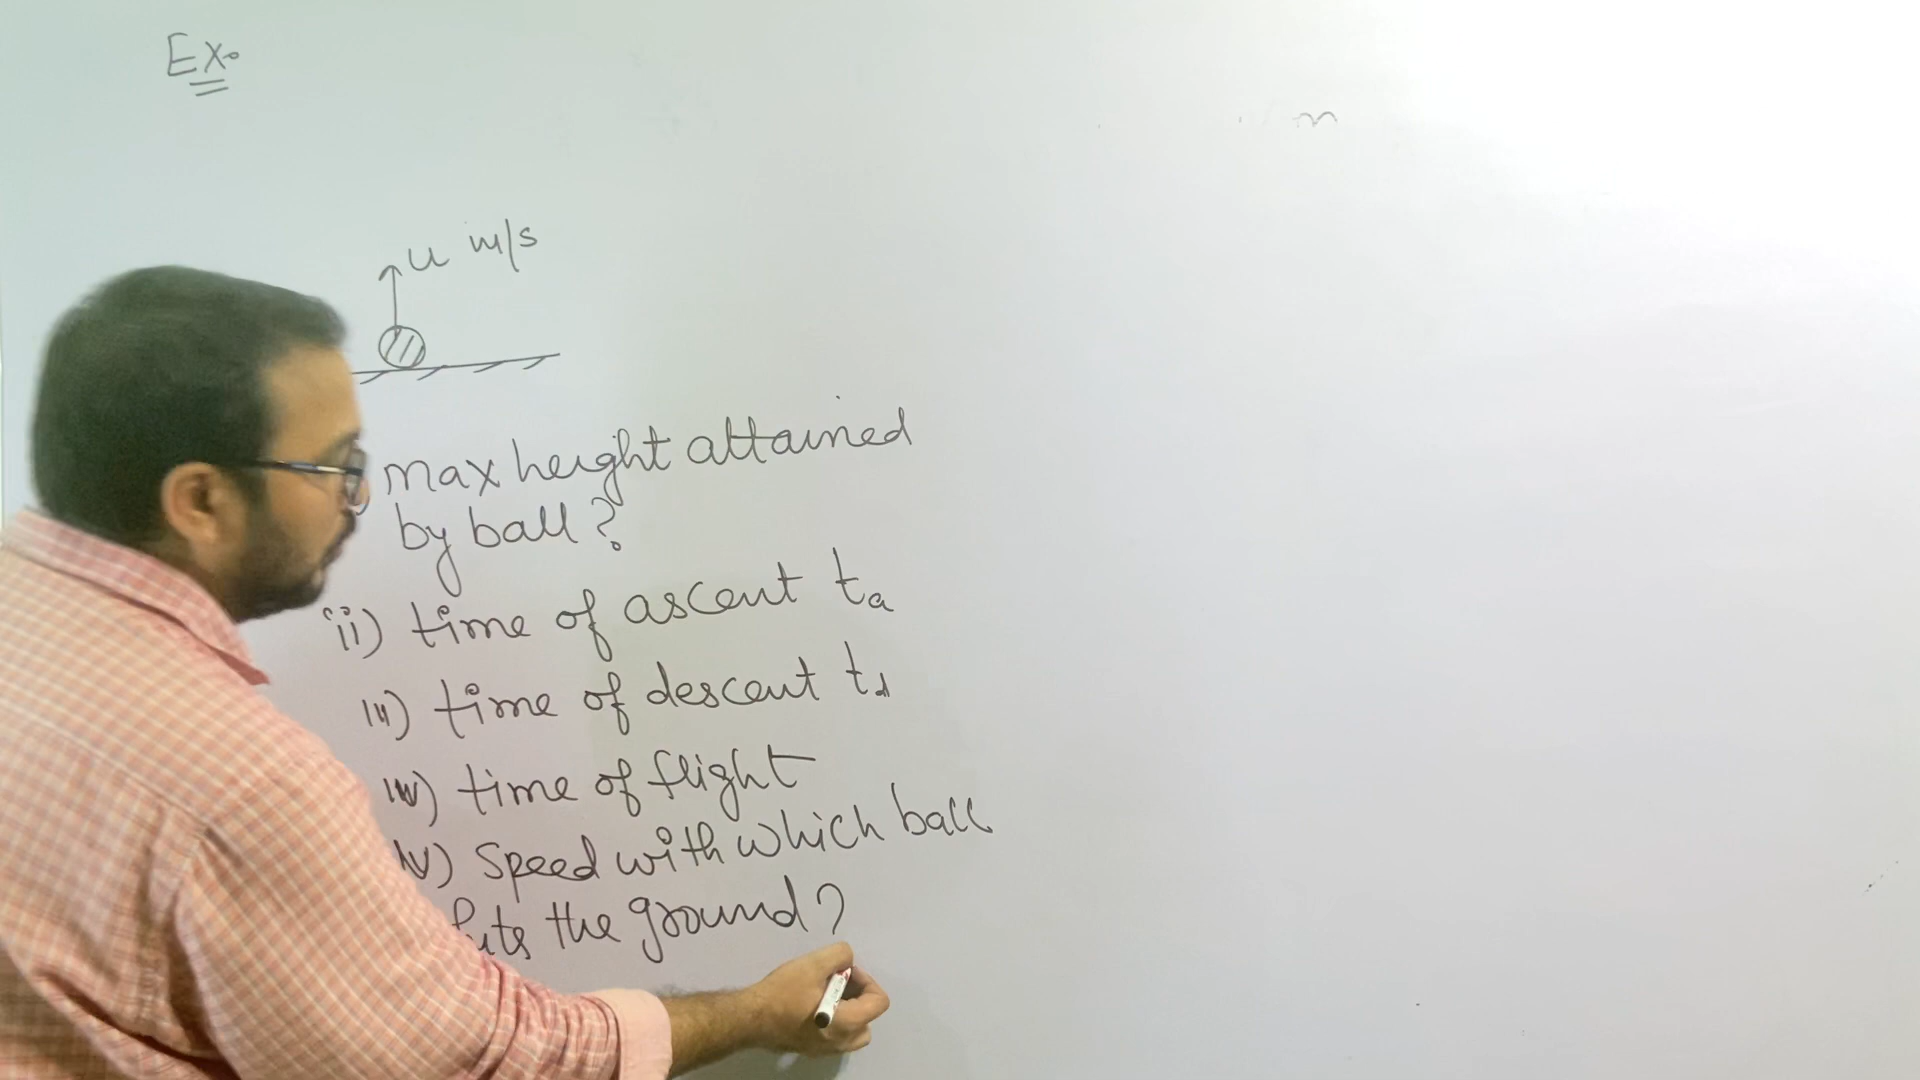 Ex.
u m/s
max height attained
by ball?
ii) time of ascent ta
iii) time of descent td
iv) time of flight
v) speed with which ball
hits the ground?